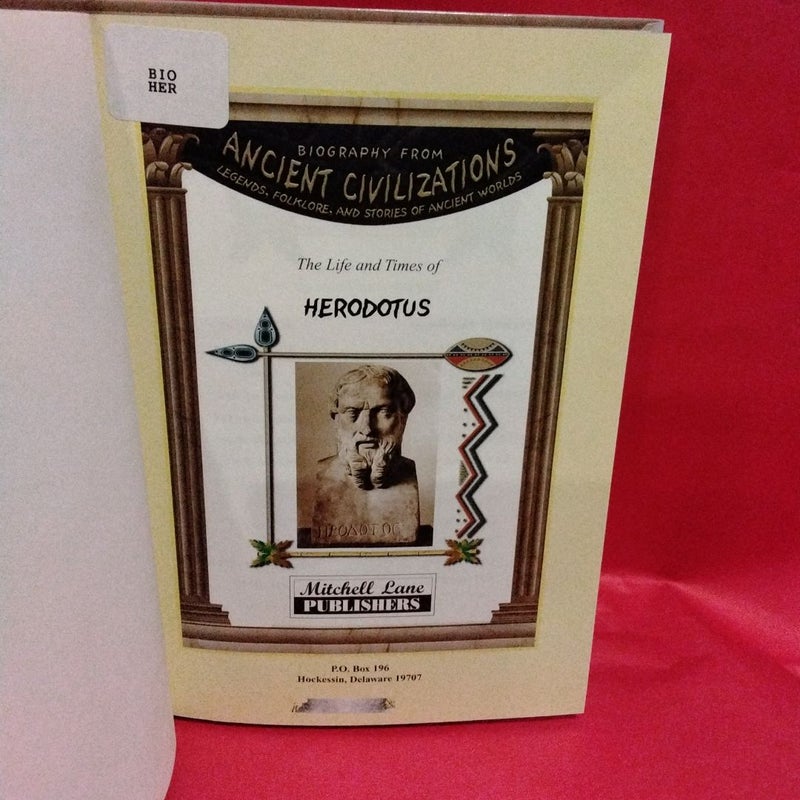 BIO
HER
BIOGRAPHY FROM
ANCIENT CIVILIZATIONS
LEGENDS, FOLKLORE, AND STORIES OF ANCIENT WORLDS
The Life and Times of
HERODOTUS
ΗΡΟΔΟΤΟC
Mitchell Lane
PUBLISHERS
P.O. Box 196
Hockessin, Delaware 19707